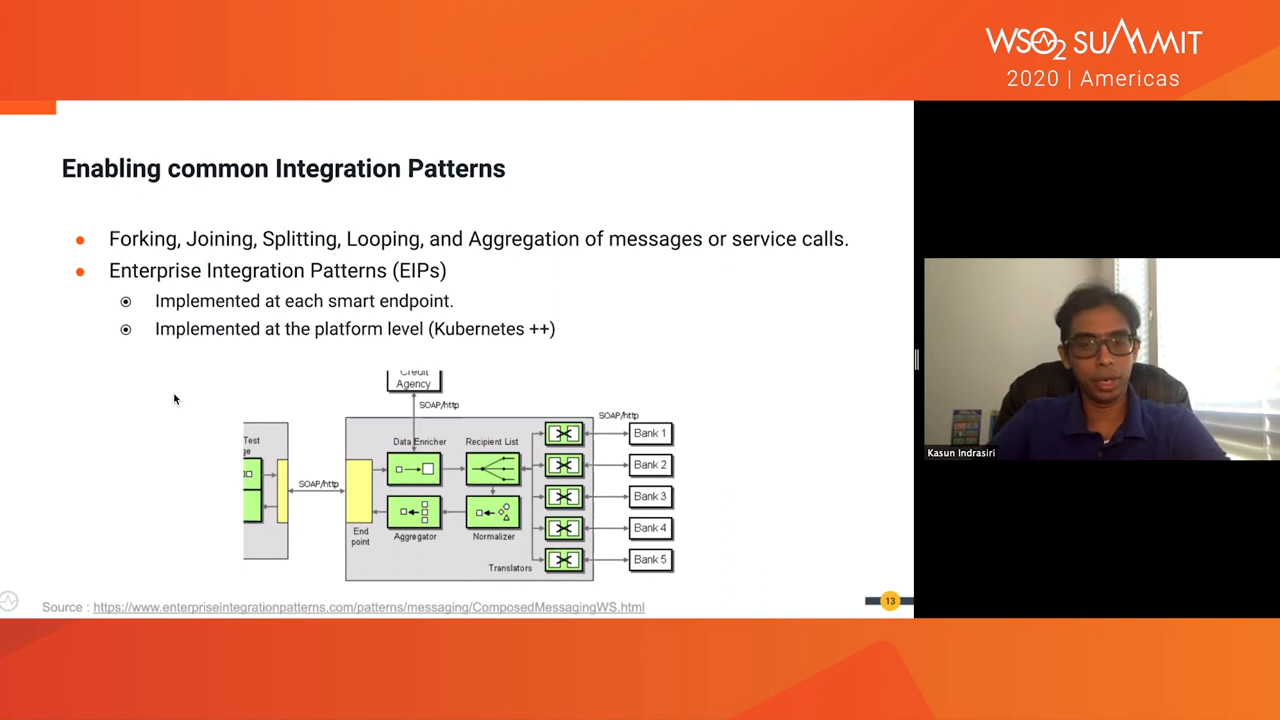 WSO2 SUMMIT
2020 | Americas
Enabling common Integration Patterns
Forking, Joining, Splitting, Looping, and Aggregation of messages or service calls.
Enterprise Integration Patterns (EIPs)
Implemented at each smart endpoint.
Implemented at the platform level (Kubernetes ++)
Credit
Agency
SOAP/http
SOAP/http
Test
ge
Data Enricher
Recipient List
Bank 1
Bank 2
SOAP/http
Bank 3
End
point
Aggregator
Normalizer
Bank 4
Translators
Bank 5
Source : https://www.enterpriseintegrationpatterns.com/patterns/messaging/ComposedMessagingWS.html
13
Kasun Indrasiri